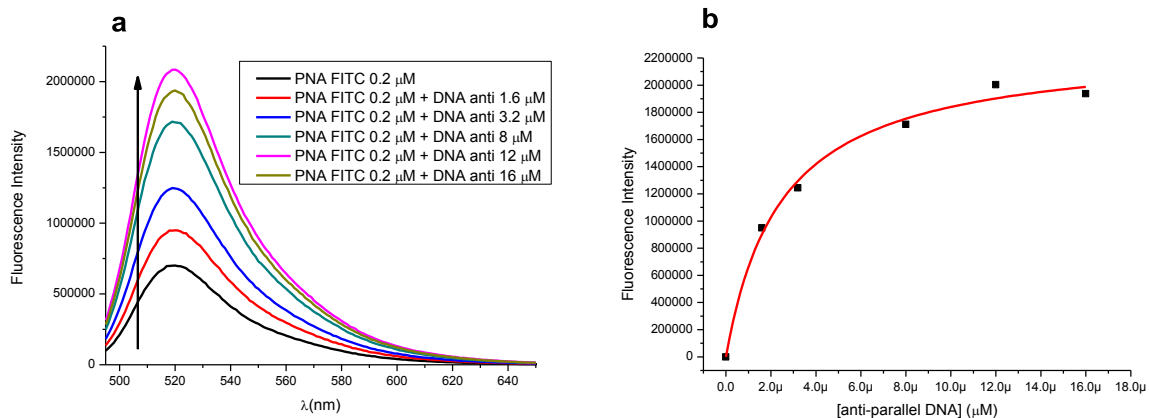 a
Fluorescence Intensity
2000000
1500000
1000000
500000
0
PNA FITC 0.2 μM
PNA FITC 0.2 μM + DNA anti 1.6 μM
PNA FITC 0.2 μM + DNA anti 3.2 μM
PNA FITC 0.2 μM + DNA anti 8 μM
PNA FITC 0.2 μM + DNA anti 12 μM
PNA FITC 0.2 μM + DNA anti 16 μM
500 520 540 560 580 600 620 640
λ(nm)
b
Fluorescence Intensity
2200000
2000000
1800000
1600000
1400000
1200000
1000000
800000
600000
400000
200000
0
0.0 2.0μ 4.0μ 6.0μ 8.0μ 10.0μ 12.0μ 14.0μ 16.0μ 18.0μ
[anti-parallel DNA] (μM)